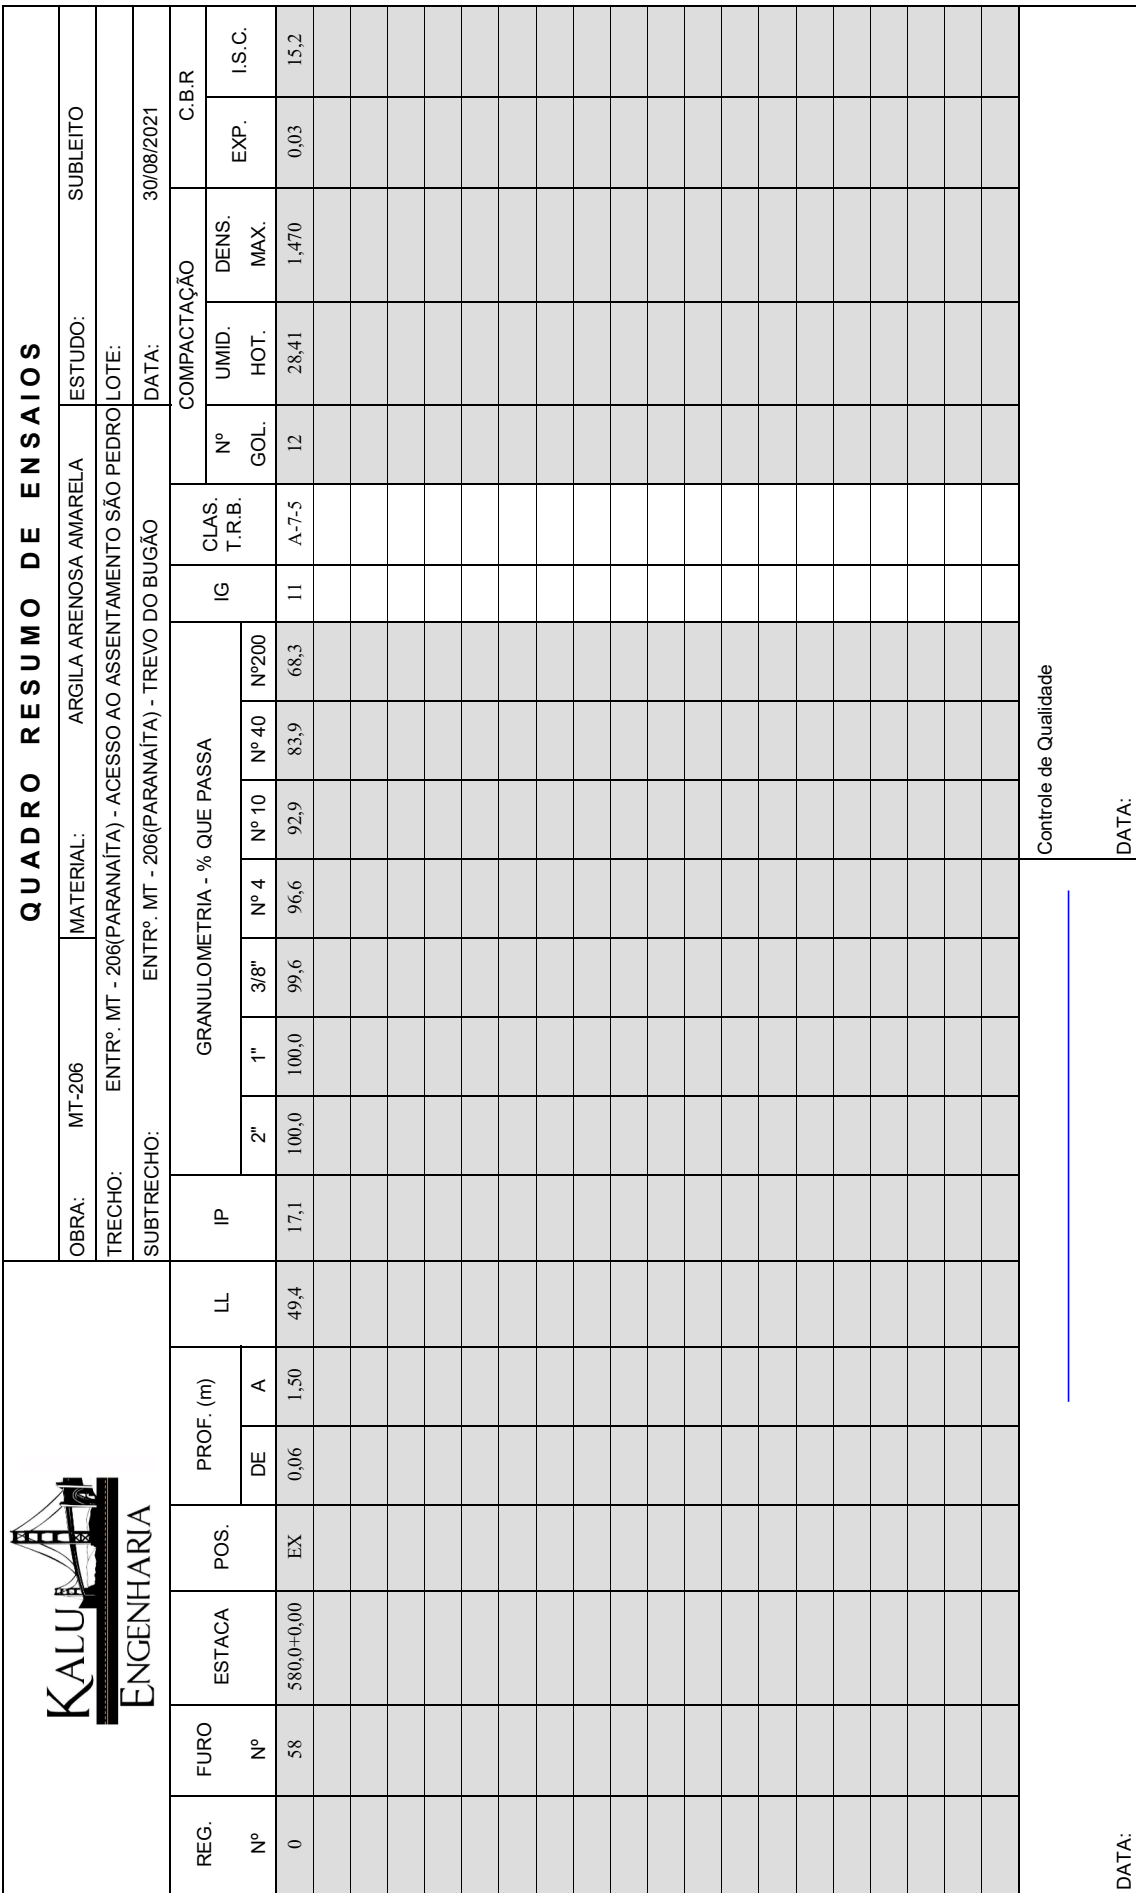 KALU
ENGENHARIA
QUADRO RESUMO DE ENSAIOS
OBRA: MT-206 MATERIAL: ARGILA ARENOSA AMARELA ESTUDO: SUBLEITO
TRECHO: ENTRº. MT - 206(PARANAÍTA) - ACESSO AO ASSENTAMENTO SÃO PEDRO LOTE:
SUBTRECHO: ENTRº. MT - 206(PARANAÍTA) - TREVO DO BUGÃO DATA: 30/08/2021
REG. Nº FURO Nº ESTACA POS. PROF. (m) LL IP GRANULOMETRIA - % QUE PASSA IG CLAS. T.R.B. COMPACTAÇÃO C.B.R
DE A 2" 1" 3/8" Nº 4 Nº 10 Nº 40 Nº200 Nº GOL. UMID. HOT. DENS. MAX. EXP. I.S.C.
0 58 580,0+0,00 EX 0,06 1,50 49,4 17,1 100,0 100,0 99,6 96,6 92,9 83,9 68,3 11 A-7-5 12 28,41 1,470 0,03 15,2
Controle de Qualidade
DATA: DATA: